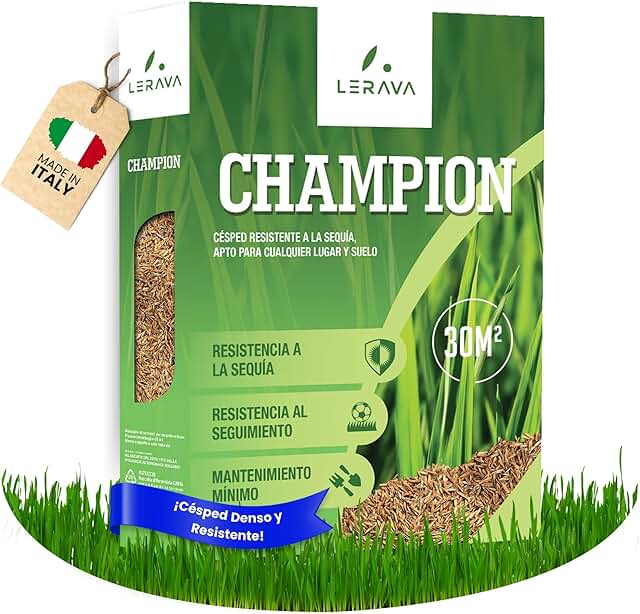 LERAVA
LERAVA
MADE IN
ITALY
CHAMPION
CHAMPION
CÉSPED RESISTENTE A LA SEQUÍA,
APTO PARA CUALQUIER LUGAR Y SUELO
30M²
RESISTENCIA A
LA SEQUÍA
RESISTENCIA AL
SEGUIMIENTO
MANTENIMIENTO
MÍNIMO
¡Césped Denso y
Resistente!